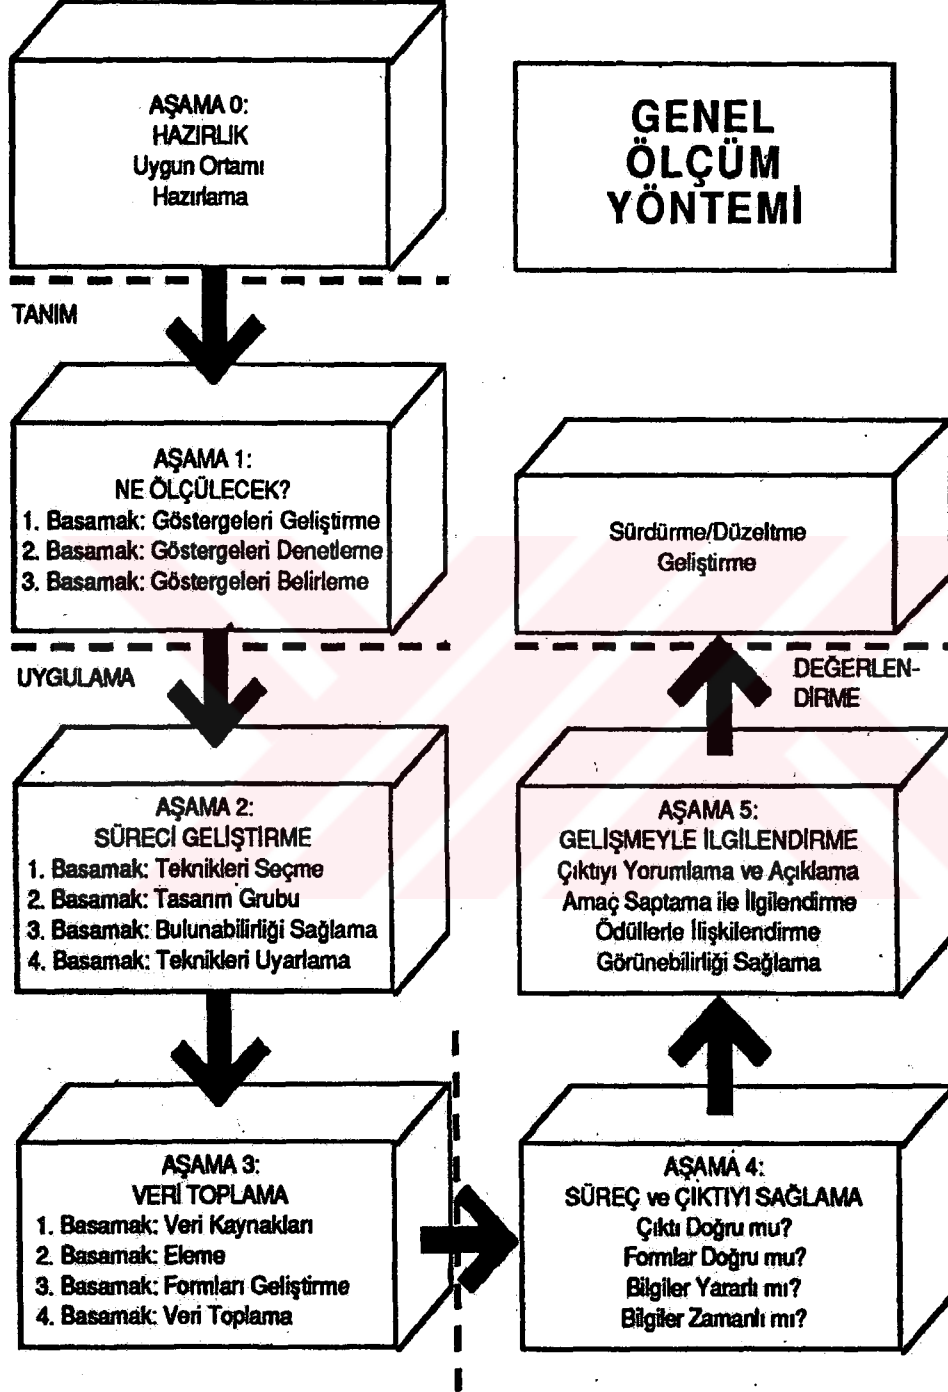 AŞAMA 0:
HAZIRLIK
Uygun Ortamı
Hazırlama
GENEL
ÖLÇÜM
YÖNTEMİ
TANIM
AŞAMA 1:
NE ÖLÇÜLECEK?
1. Basamak: Göstergeleri Geliştirme
2. Basamak: Göstergeleri Denetleme
3. Basamak: Göstergeleri Belirleme
UYGULAMA
AŞAMA 2:
SÜRECİ GELİŞTİRME
1. Basamak: Teknikleri Seçme
2. Basamak: Tasarım Grubu
3. Basamak: Bulunabilirliği Sağlama
4. Basamak: Teknikleri Uyarlama
AŞAMA 3:
VERİ TOPLAMA
1. Basamak: Veri Kaynakları
2. Basamak: Eleme
3. Basamak: Formları Geliştirme
4. Basamak: Veri Toplama
AŞAMA 4:
SÜREÇ ve ÇIKTIYI SAĞLAMA
Çıktı Doğru mu?
Formlar Doğru mu?
Bilgiler Yararlı mı?
Bilgiler Zamanlı mı?
AŞAMA 5:
GELİŞMEYLE İLGİLENDİRME
Çıktıyı Yorumlama ve Açıklama
Amaç Saptama ile İlgilendirme
Ödüllerle İlişkilendirme
Görünebilirliği Sağlama
DEĞERLEN-
DİRME
Sürdürme/Düzeltme
Geliştirme